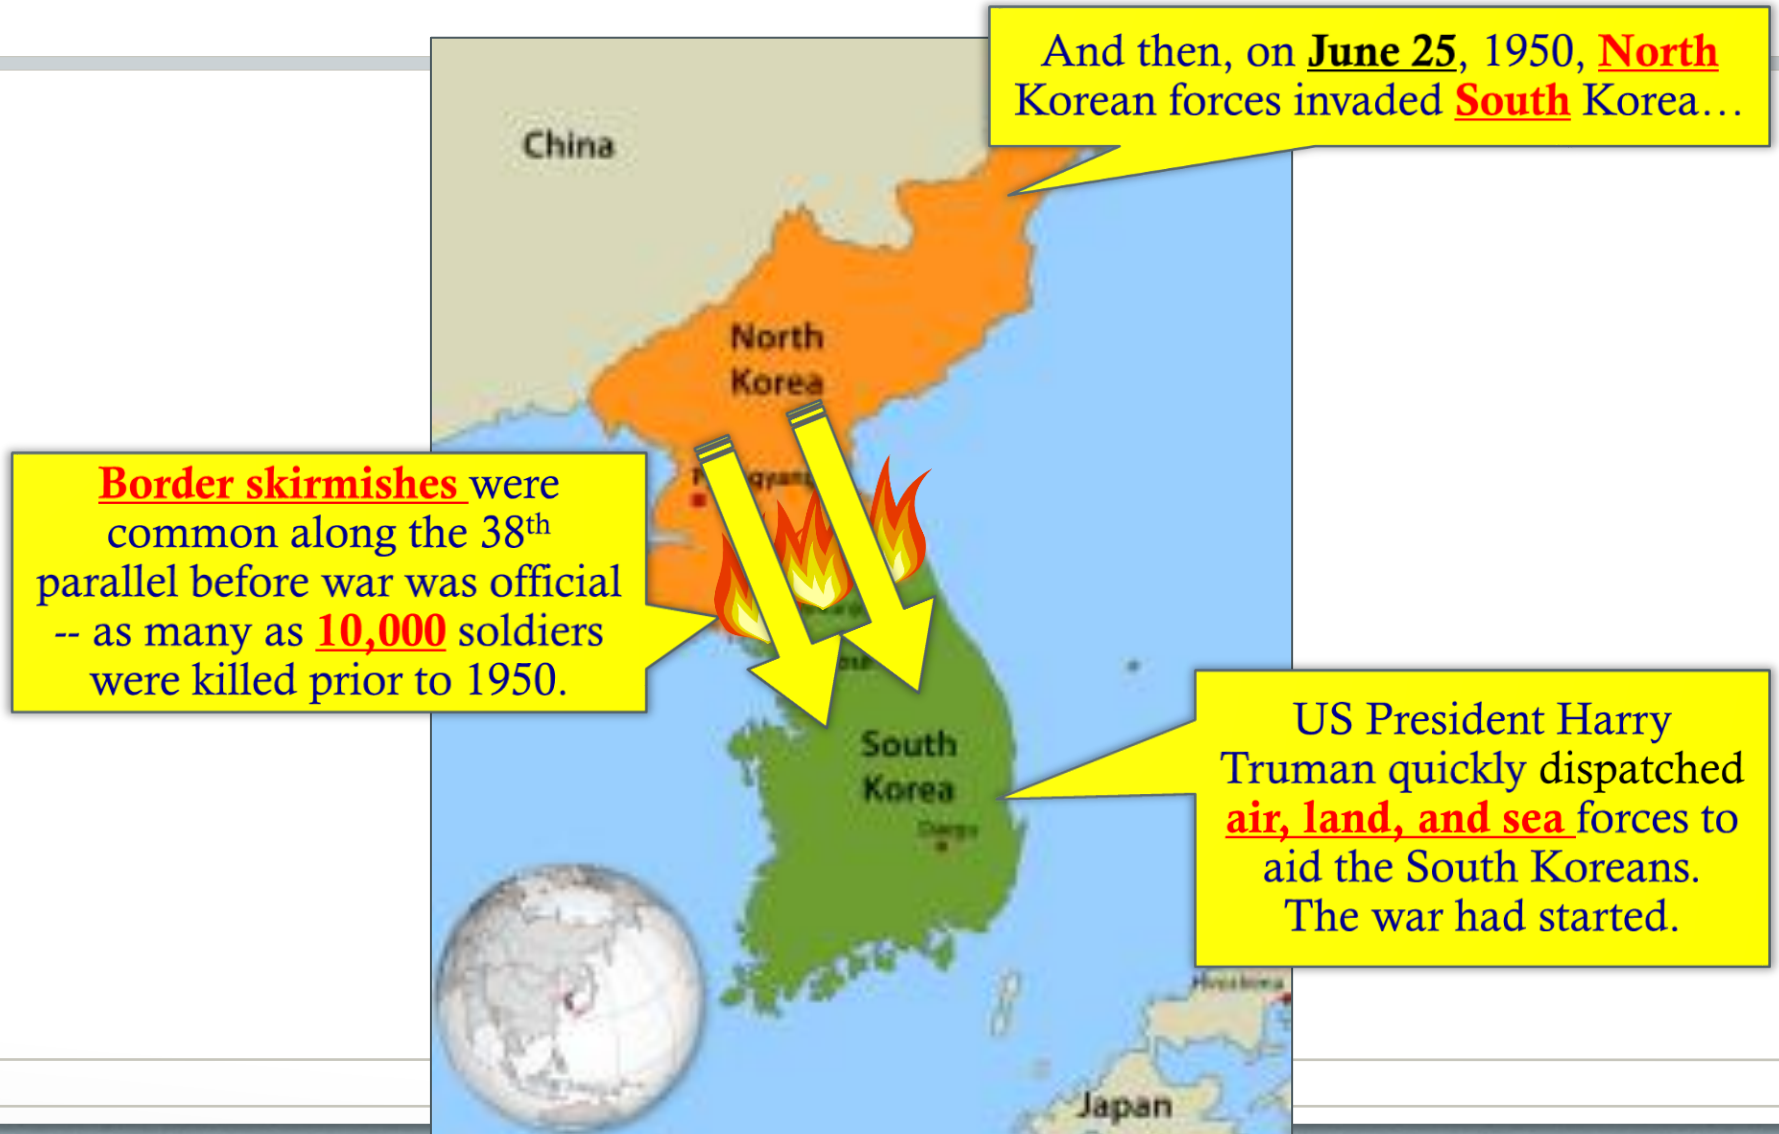 And then, on June 25, 1950, North
Korean forces invaded South Korea...
China
North
Korea
Border skirmishes were
common along the 38th
parallel before war was official
-- as many as 10,000 soldiers
were killed prior to 1950.
South
Korea
Daegu
US President Harry
Truman quickly dispatched
air, land, and sea forces to
aid the South Koreans.
The war had started.
Hiroshima
Japan